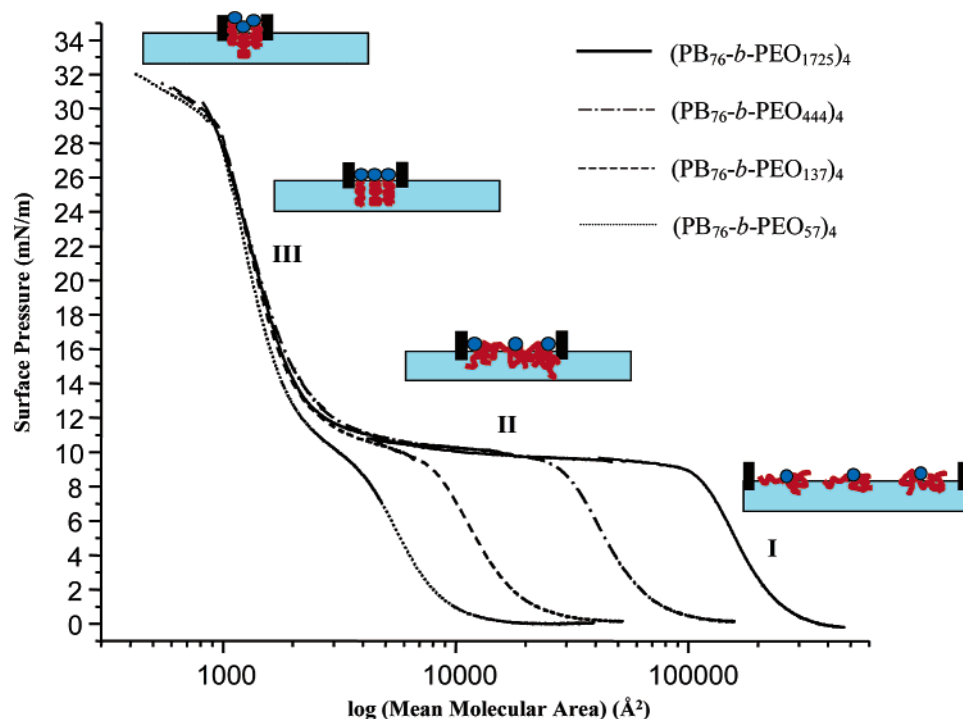 34
32
30
28
26
24
22
20
18
16
14
12
10
8
6
4
2
0
Surface Pressure (mN/m)
(PB76-b-PEO1725)4
(PB76-b-PEO444)4
(PB76-b-PEO137)4
(PB76-b-PEO57)4
III
II
I
1000 10000 100000
log (Mean Molecular Area) (Å²)